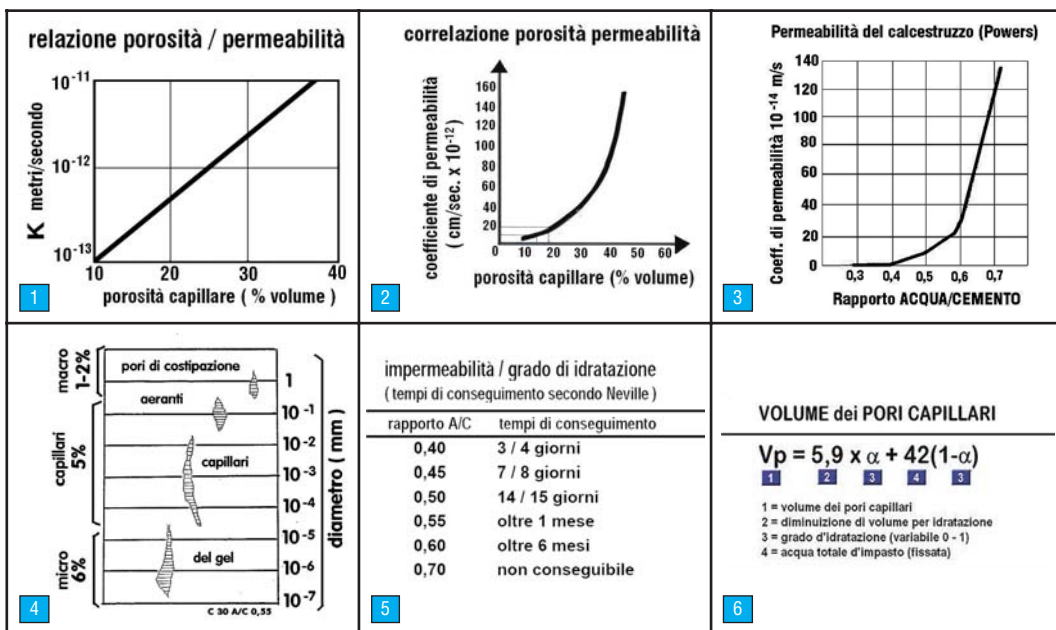 relazione porosità / permeabilità
K metri/secondo
10-11
10-12
10-13
10 20 30 40
porosità capillare ( % volume )
1
correlazione porosità permeabilità
coefficiente di permeabilità
( cm/sec. x 10-12)
160
140
120
100
80
60
40
20
0
10 20 30 40 50 60
porosità capillare (% volume)
2
Permeabilità del calcestruzzo (Powers)
Coeff. di permeabilità 10-14 m/s
140
120
100
80
60
40
20
0
0,3 0,4 0,5 0,6 0,7
Rapporto ACQUA/CEMENTO
3
macro
1-2%
capillari
5%
micro
6%
pori di costipazione
aeranti
capillari
del gel
1
10-1
10-2
10-3
10-4
10-5
10-6
10-7
diametro ( mm )
C 30 A/C 0,55
4
impermeabilità / grado di idratazione
( tempi di conseguimento secondo Neville )
rapporto A/C tempi di conseguimento
0,40 3 / 4 giorni
0,45 7 / 8 giorni
0,50 14 / 15 giorni
0,55 oltre 1 mese
0,60 oltre 6 mesi
0,70 non conseguibile
5
VOLUME dei PORI CAPILLARI
Vp = 5,9 x α + 42(1-α)
1 2 3 4 3
1 = volume dei pori capillari
2 = diminuizione di volume per idratazione
3 = grado d'idratazione (variabile 0 - 1)
4 = acqua totale d'impasto (fissata)
6